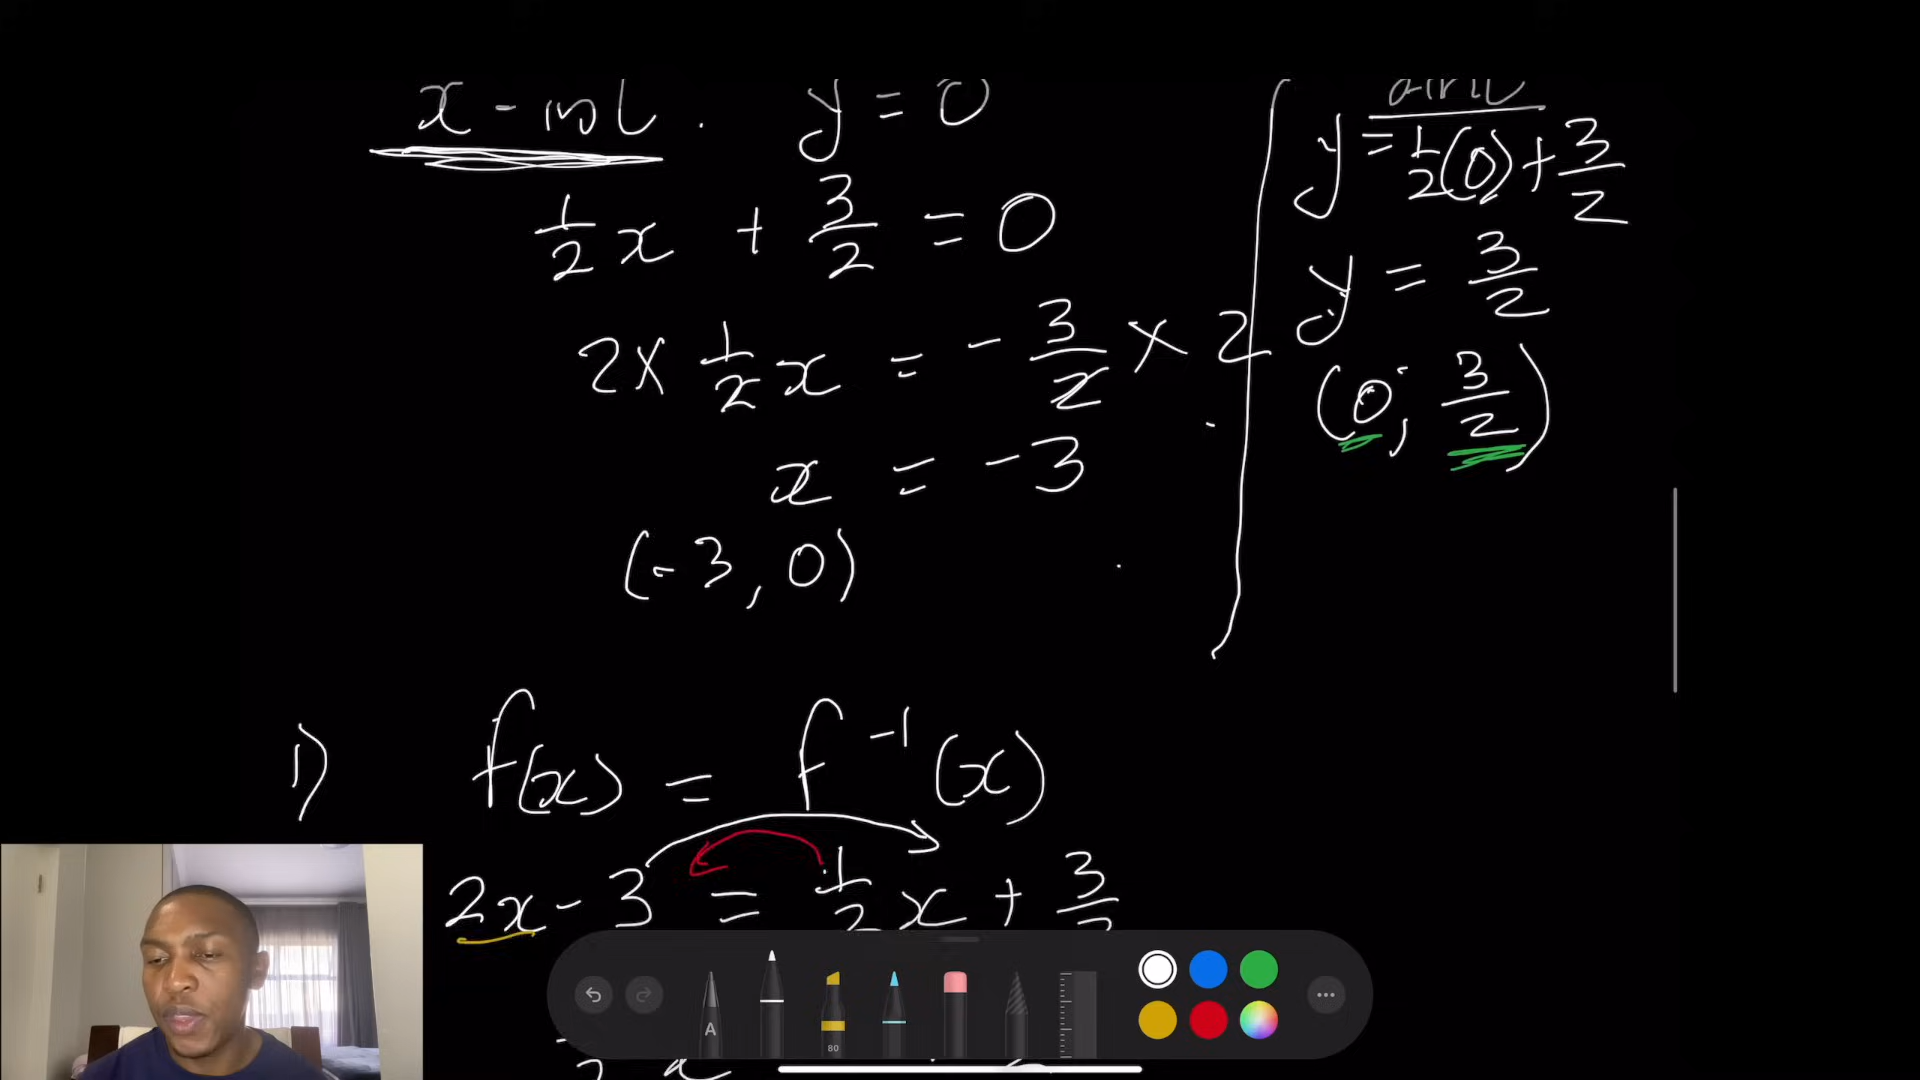 x - int . y = 0
1/2 x + 3/2 = 0
2 × 1/2 x = - 3/2 × 2
x = -3
(-3, 0)
y = 1/2(0) + 3/2
y = 3/2
(0; 3/2)
1) f(x) = f⁻¹(x)
2x - 3 = 1/2 x + 3/2
A
80